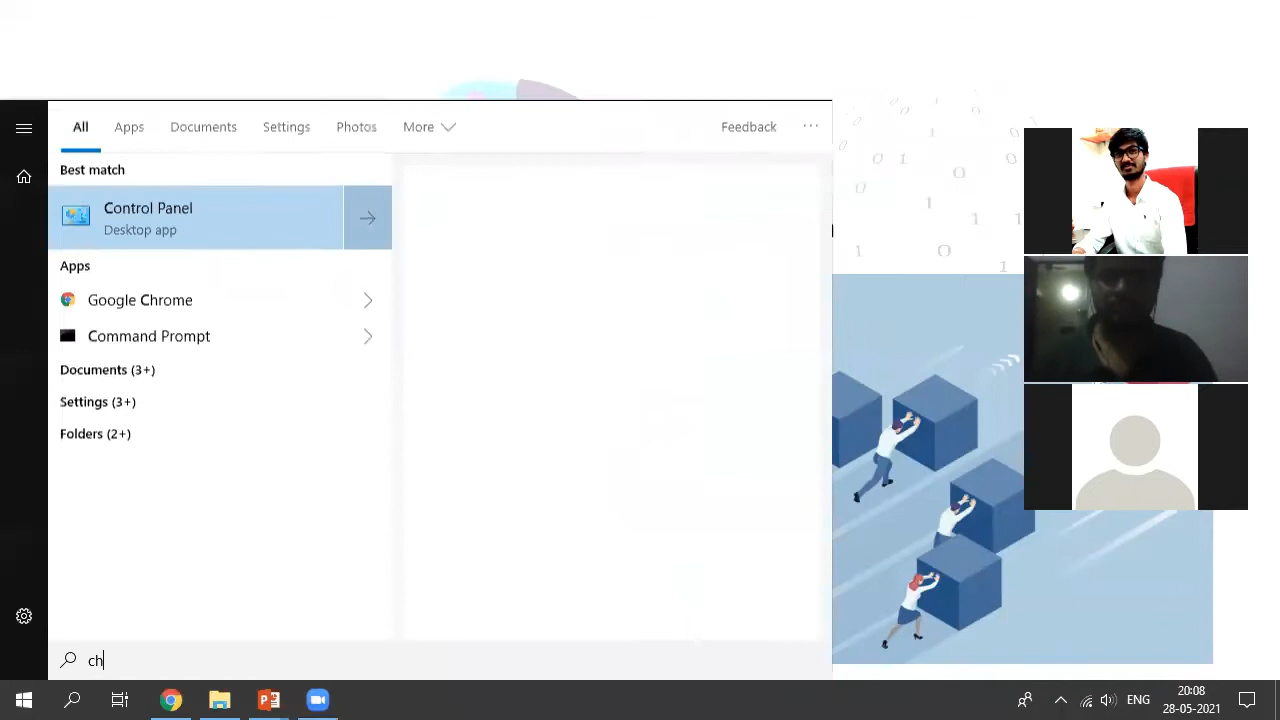 All Apps Documents Settings Photos More Feedback ...
Best match
Control Panel
Desktop app
Apps
Google Chrome
Command Prompt
Documents (3+)
Settings (3+)
Folders (2+)
ch
ENG
20:08
28-05-2021